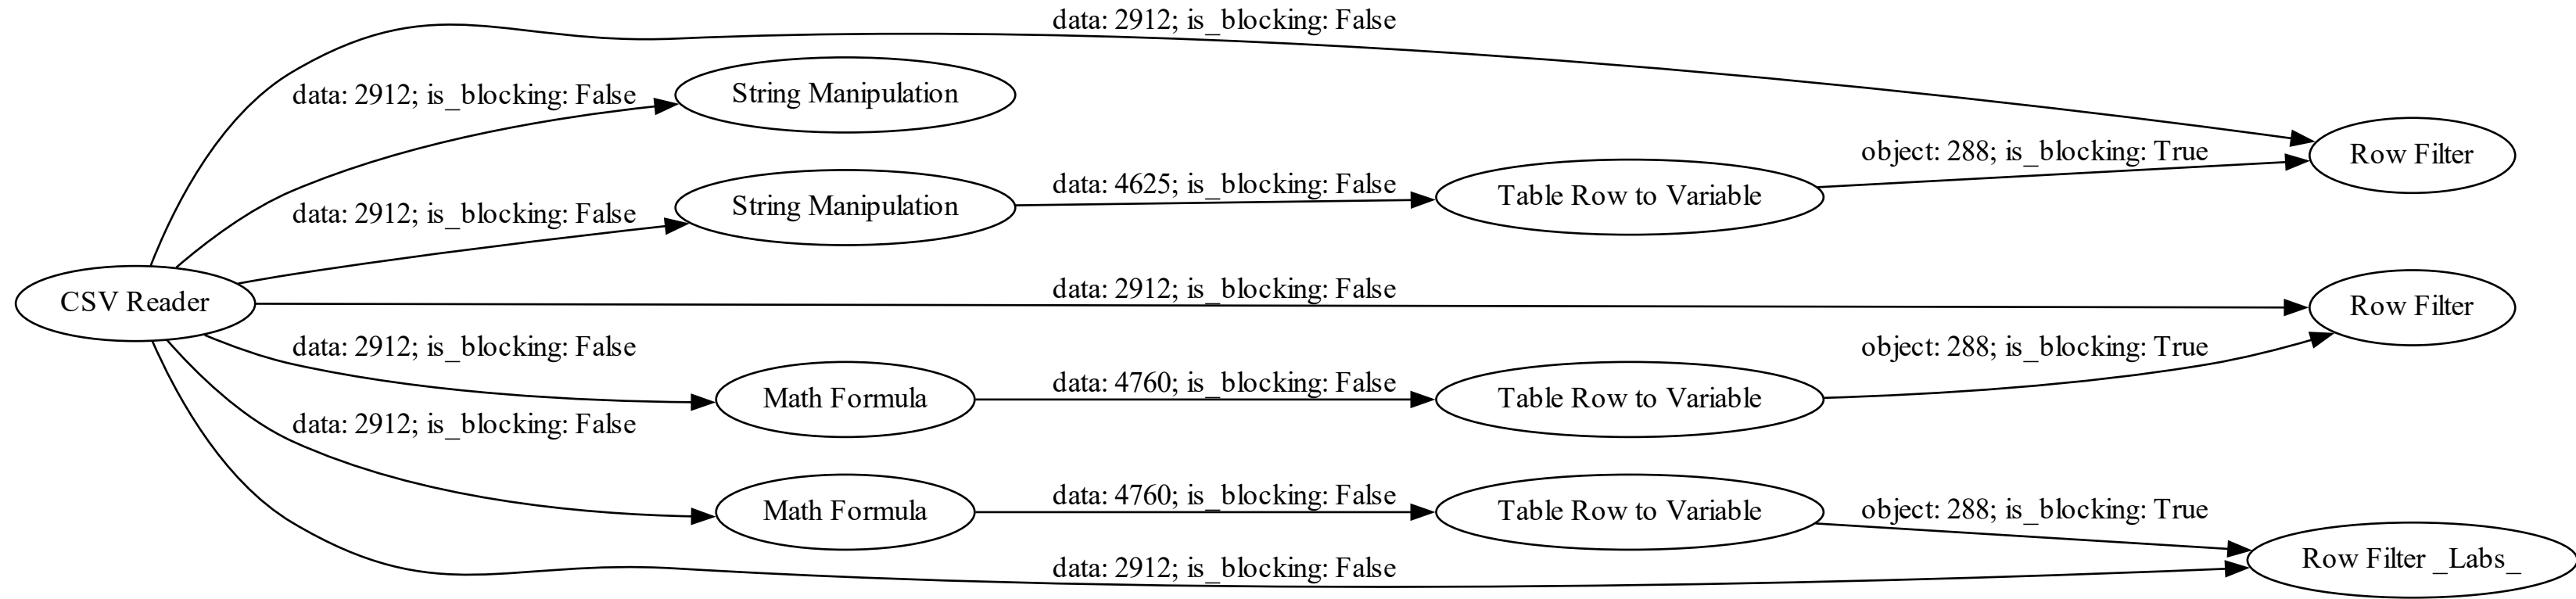 data: 2912; is_blocking: False
data: 2912; is_blocking: False
String Manipulation
object: 288; is_blocking: True
Row Filter
data: 2912; is_blocking: False
String Manipulation
data: 4625; is_blocking: False
Table Row to Variable
CSV Reader
data: 2912; is_blocking: False
Row Filter
data: 2912; is_blocking: False
object: 288; is_blocking: True
Math Formula
data: 4760; is_blocking: False
Table Row to Variable
data: 2912; is_blocking: False
Math Formula
data: 4760; is_blocking: False
Table Row to Variable
object: 288; is_blocking: True
data: 2912; is_blocking: False
Row Filter _Labs_